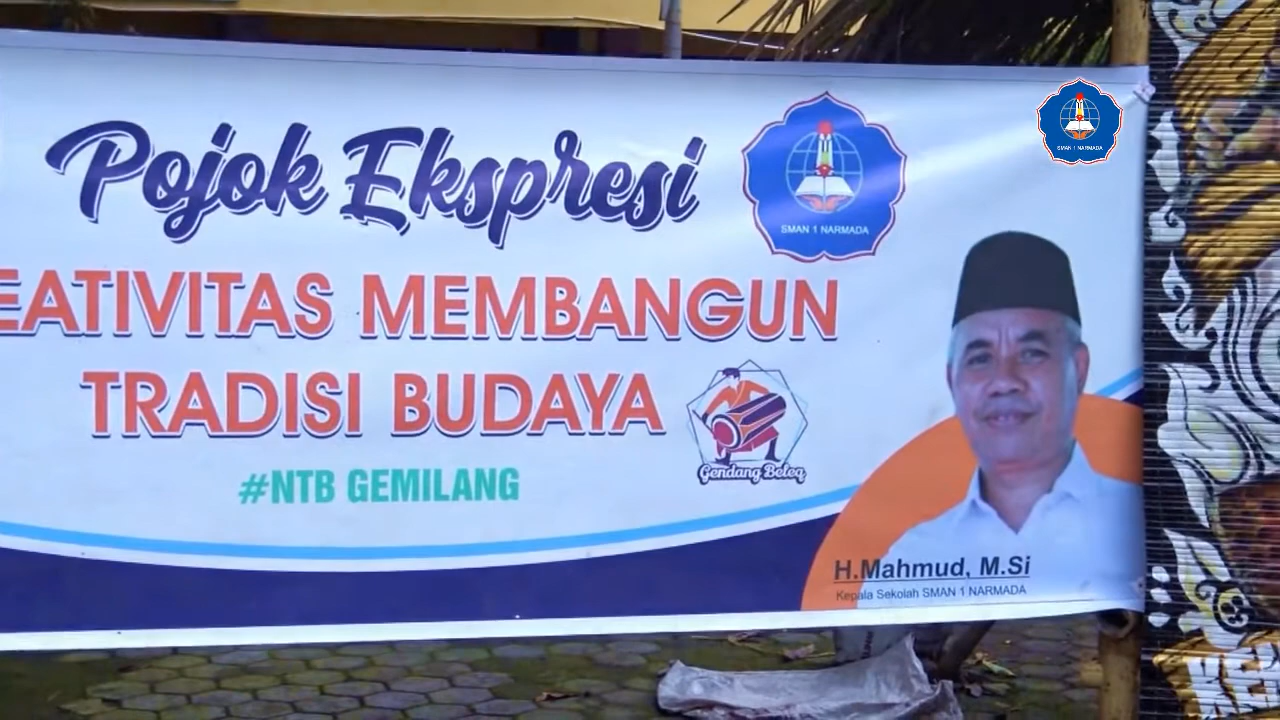 Pojok Ekspresi
EATIVITAS MEMBANGUN
TRADISI BUDAYA
#NTB GEMILANG
SMAN 1 NARMADA
Gendang Beleq
H.Mahmud, M.Si
Kepala Sekolah SMAN 1 NARMADA
SMAN 1 NARMADA